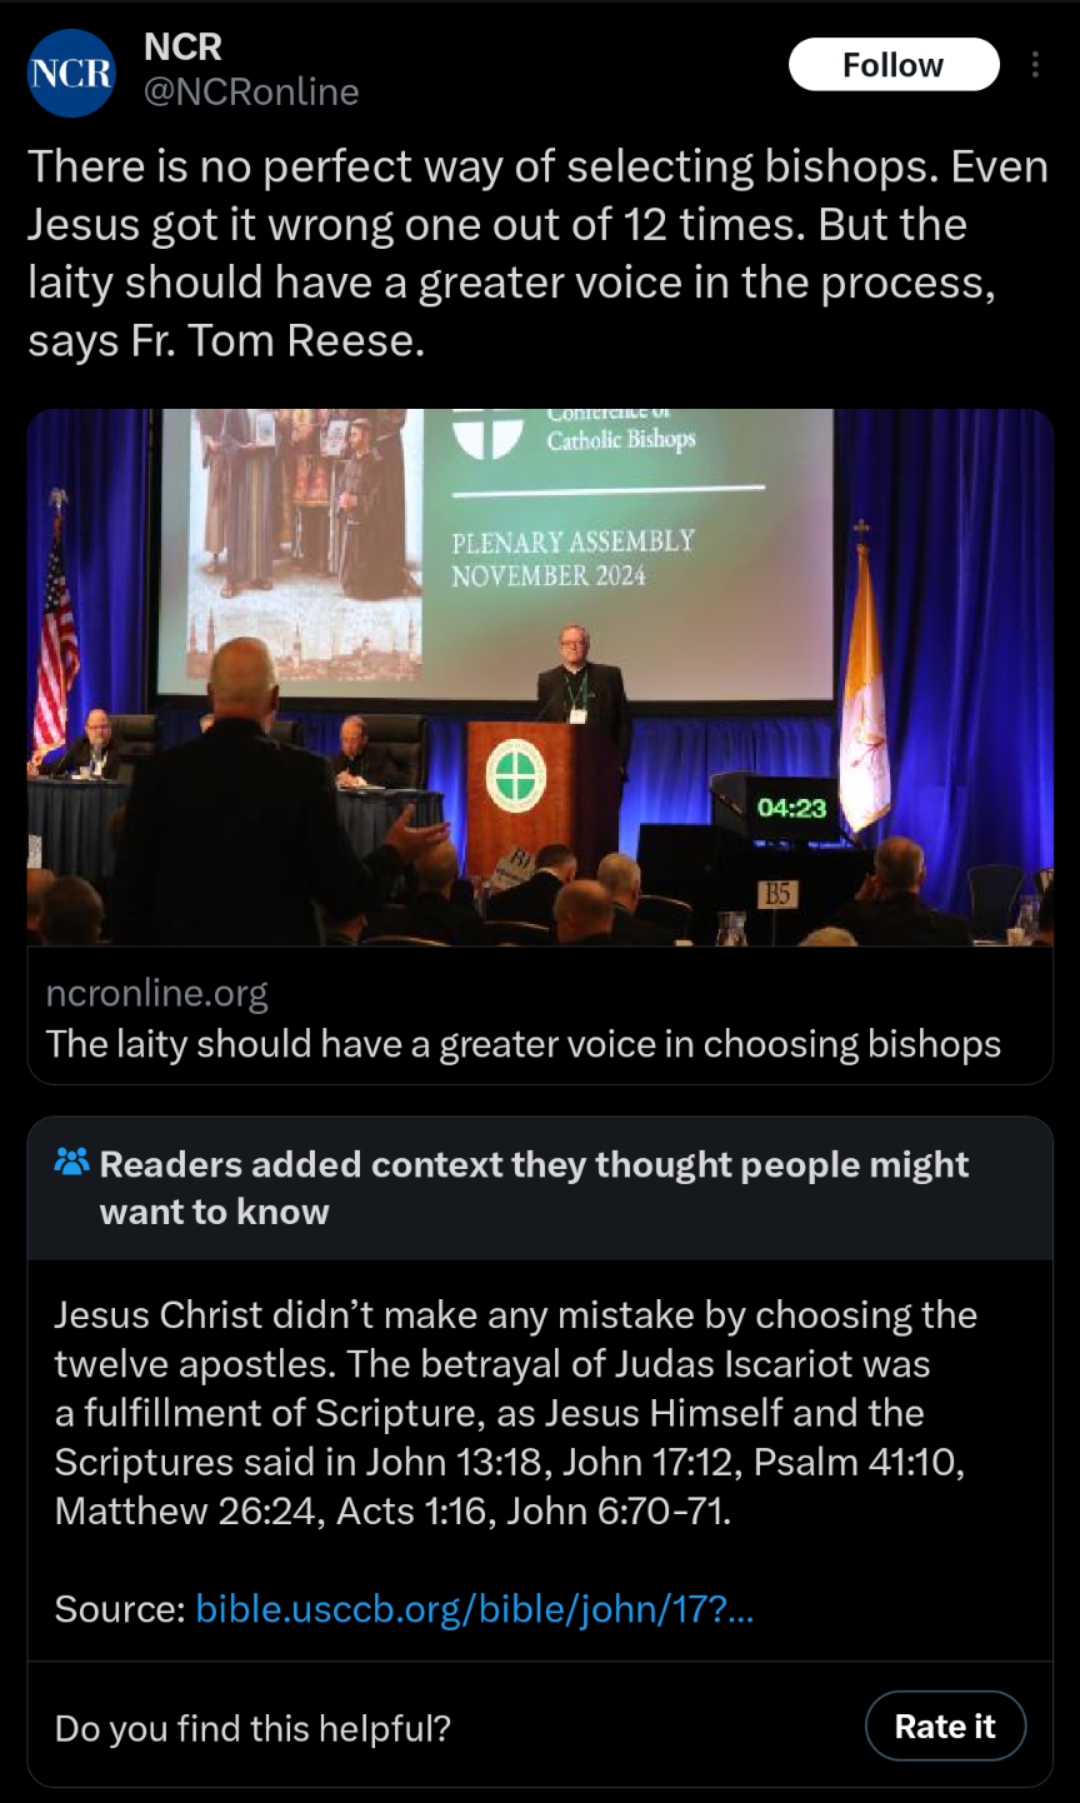 NCR
NCR
@NCRonline
Follow
There is no perfect way of selecting bishops. Even
Jesus got it wrong one out of 12 times. But the
laity should have a greater voice in the process,
says Fr. Tom Reese.
Conference of
Catholic Bishops
PLENARY ASSEMBLY
NOVEMBER 2024
04:23
B1
B5
ncronline.org
The laity should have a greater voice in choosing bishops
Readers added context they thought people might
want to know
Jesus Christ didn’t make any mistake by choosing the
twelve apostles. The betrayal of Judas Iscariot was
a fulfillment of Scripture, as Jesus Himself and the
Scriptures said in John 13:18, John 17:12, Psalm 41:10,
Matthew 26:24, Acts 1:16, John 6:70-71.
Source: bible.usccb.org/bible/john/17?...
Do you find this helpful?
Rate it